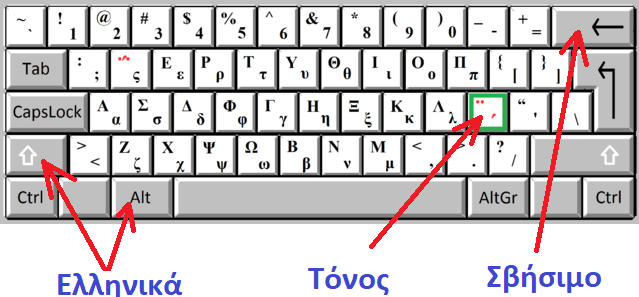 ~ ` ! 1 @ 2 # 3 $ 4 % 5 ^ 6 & 7 * 8 ( 9 ) 0 _ - + =
Tab : ; ς Ε ε Ρ ρ Τ τ Υ υ Θ θ Ι ι Ο ο Π π { [ } ]
CapsLock Α α Σ σ Δ δ Φ φ Γ γ Η η Ξ ξ Κ κ Λ λ ¨ ΄ “ ' \
> < Ζ ζ Χ χ Ψ ψ Ω ω Β β Ν ν Μ μ < , > . ? /
Ctrl Alt AltGr Ctrl
Ελληνικά Τόνος Σβήσιμο